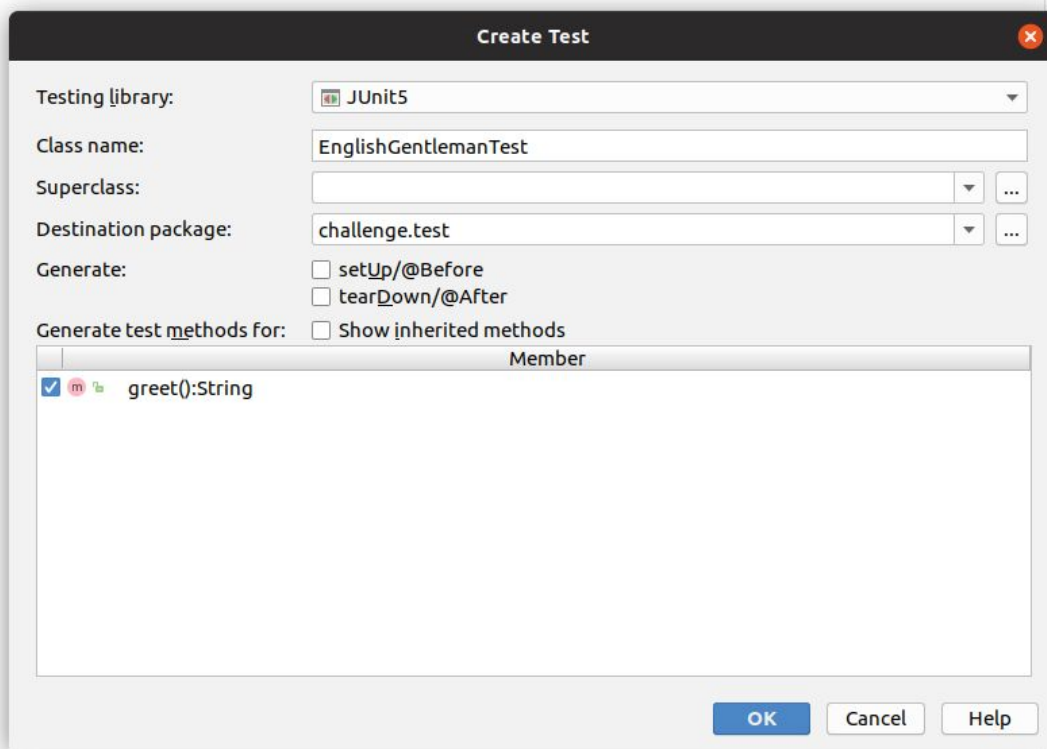 Create Test
Testing library: JUnit5
Class name: EnglishGentlemanTest
Superclass: ...
Destination package: challenge.test ...
Generate: setUp/@Before
tearDown/@After
Generate test methods for: Show inherited methods
Member
m greet():String
OK Cancel Help